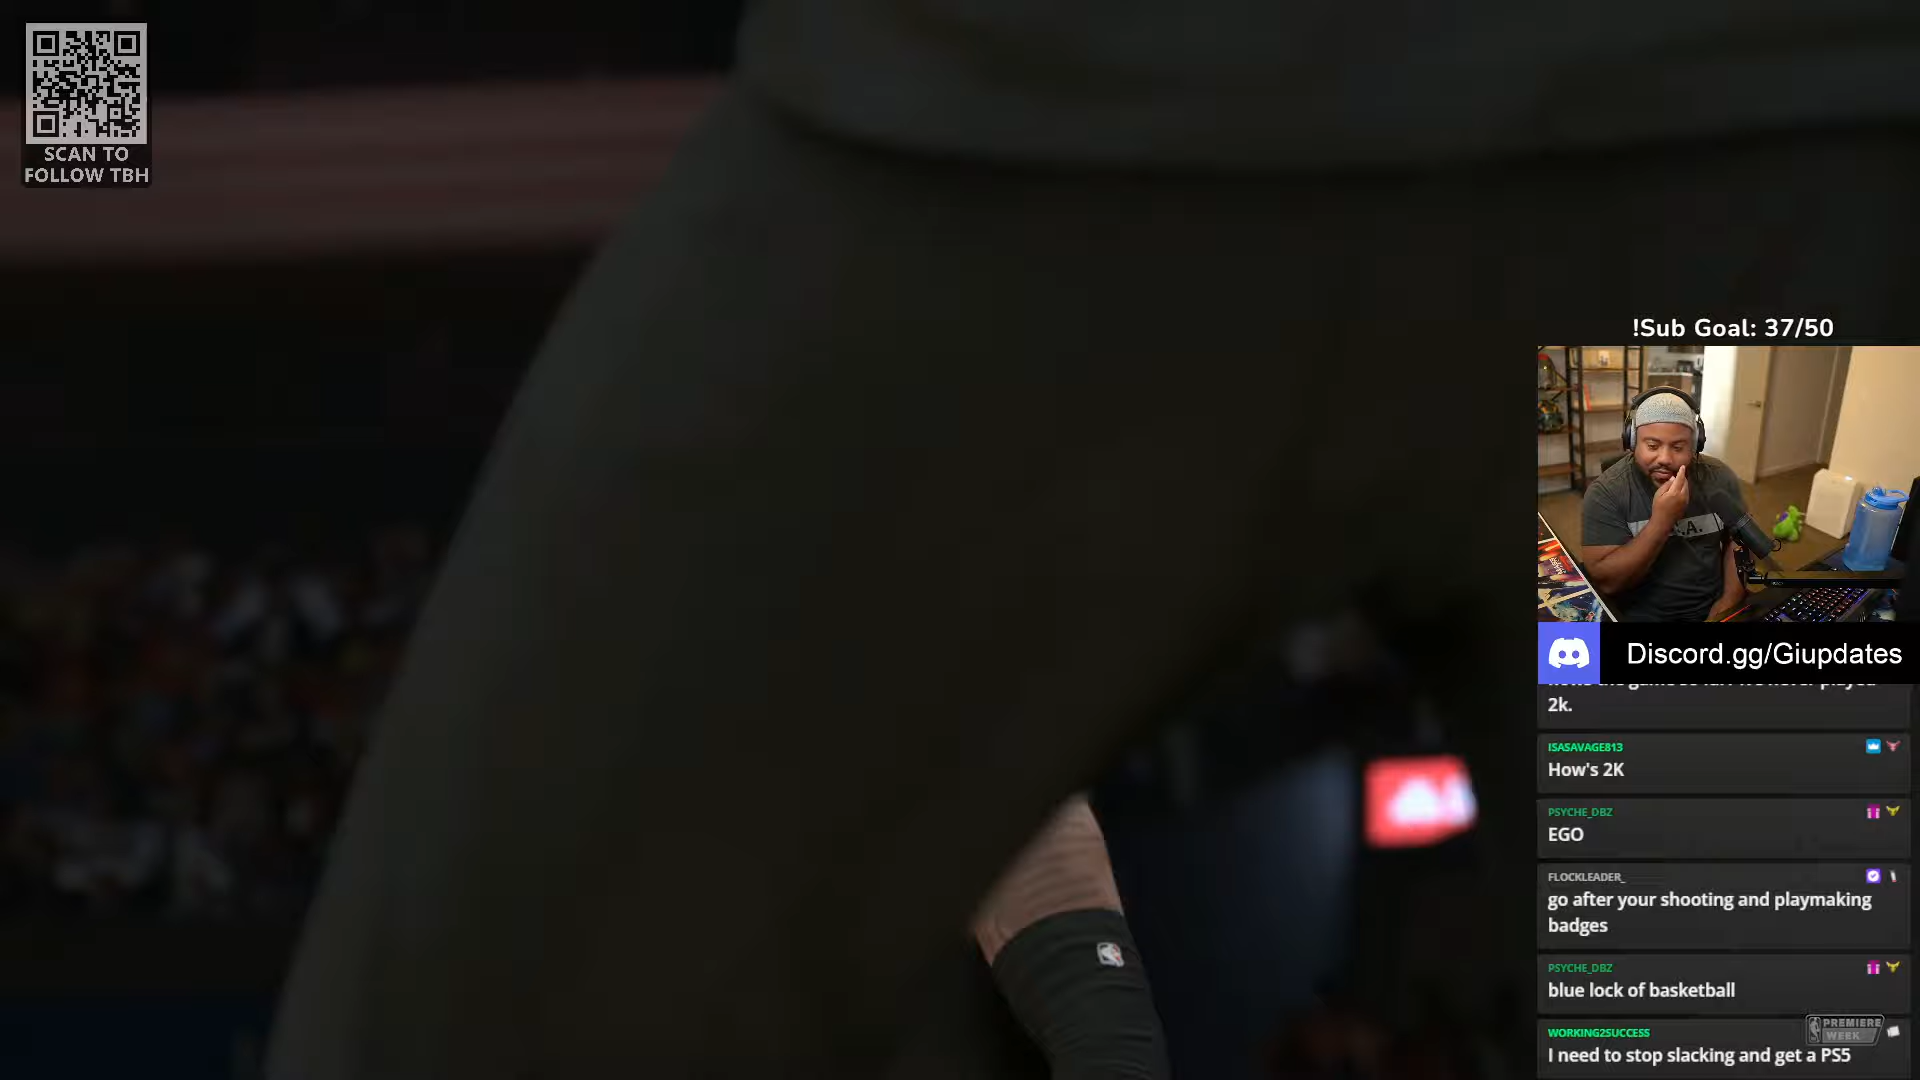 SCAN TO
FOLLOW TBH
!Sub Goal: 37/50
Discord.gg/Giupdates
2k.
ISASAVAGE813
How's 2K
PSYCHE_DBZ
EGO
FLOCKLEADER_
go after your shooting and playmaking
badges
PSYCHE_DBZ
blue lock of basketball
WORKING2SUCCESS
I need to stop slacking and get a PS5
PREMIERE
WEEK